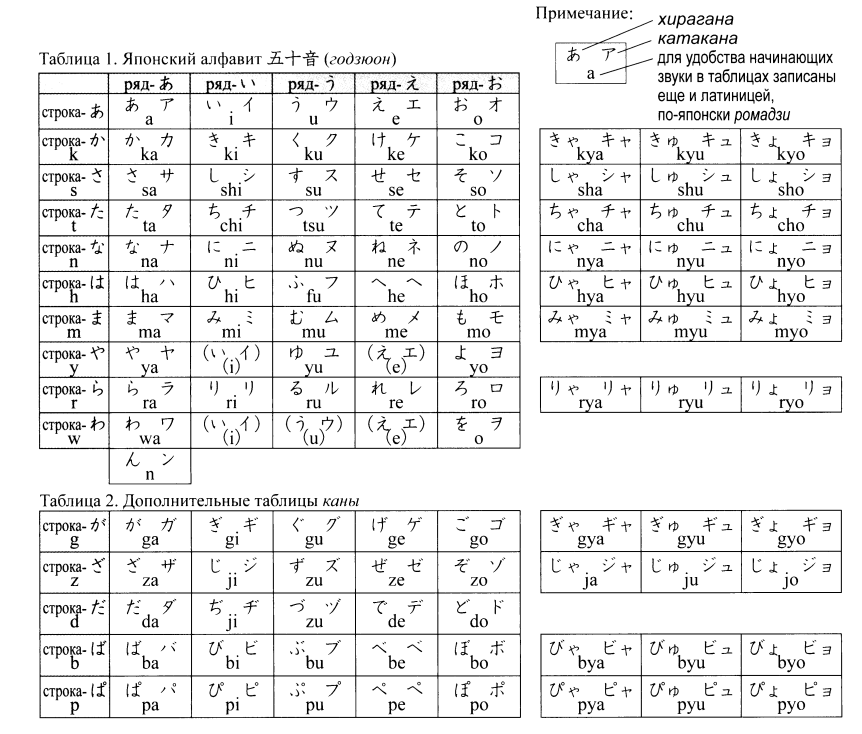 Примечание:
хирагана
катакана
あ ア
a
для удобства начинающих
звуки в таблицах записаны
еще и латиницей,
по-японски ромадзи
Таблица 1. Японский алфавит 五十音 (годзюон)
ряд-あ ряд-い ряд-う ряд-え ряд-お
строка-あ あ ア い イ う ウ え エ お オ
a i u e o
строка-か か カ き キ く ク け ケ こ コ きゃ キャ きゅ キュ きょ キョ
k ka ki ku ke ko kya kyu kyo
строка-さ さ サ し シ す ス せ セ そ ソ しゃ シャ しゅ シュ しょ ショ
s sa shi su se so sha shu sho
строка-た た タ ち チ つ ツ て テ と ト ちゃ チャ ちゅ チュ ちょ チョ
t ta chi tsu te to cha chu cho
строка-な な ナ に ニ ぬ ヌ ね ネ の ノ にゃ ニャ にゅ ニュ にょ ニョ
n na ni nu ne no nya nyu nyo
строка-は は ハ ひ ヒ ふ フ へ ヘ ほ ホ ひゃ ヒャ ひゅ ヒュ ひょ ヒョ
h ha hi fu he ho hya hyu hyo
строка-ま ま マ み ミ む ム め メ も モ みゃ ミャ みゅ ミュ みょ ミョ
m ma mi mu me mo mya myu myo
строка-や や ヤ (い イ) ゆ ユ (え エ) よ ヨ
y ya (i) yu (e) yo
строка-ら ら ラ り リ る ル れ レ ろ ロ りゃ リャ りゅ リュ りょ リョ
r ra ri ru re ro rya ryu ryo
строка-わ わ ワ (い イ) (う ウ) (え エ) を ヲ
w wa (i) (u) (e) o
ん ン
n
Таблица 2. Дополнительные таблицы каны
строка-が が ガ ぎ ギ ぐ グ げ ゲ ご ゴ ぎゃ ギャ ぎゅ ギュ ぎょ ギョ
g ga gi gu ge go gya gyu gyo
строка-ざ ざ ザ じ ジ ず ズ ぜ ゼ ぞ ゾ じゃ ジャ じゅ ジュ じょ ジョ
z za ji zu ze zo ja ju jo
строка-だ だ ダ ぢ ヂ づ ヅ で デ ど ド
d da ji zu de do
строка-ば ば バ び ビ ぶ ブ べ ベ ぼ ボ びゃ ビャ びゅ ビュ びょ ビョ
b ba bi bu be bo bya byu byo
строка-ぱ ぱ パ ぴ ピ ぷ プ ぺ ペ ぽ ポ ぴゃ ピャ ぴゅ ピュ ぴょ ピョ
p pa pi pu pe po pya pyu pyo